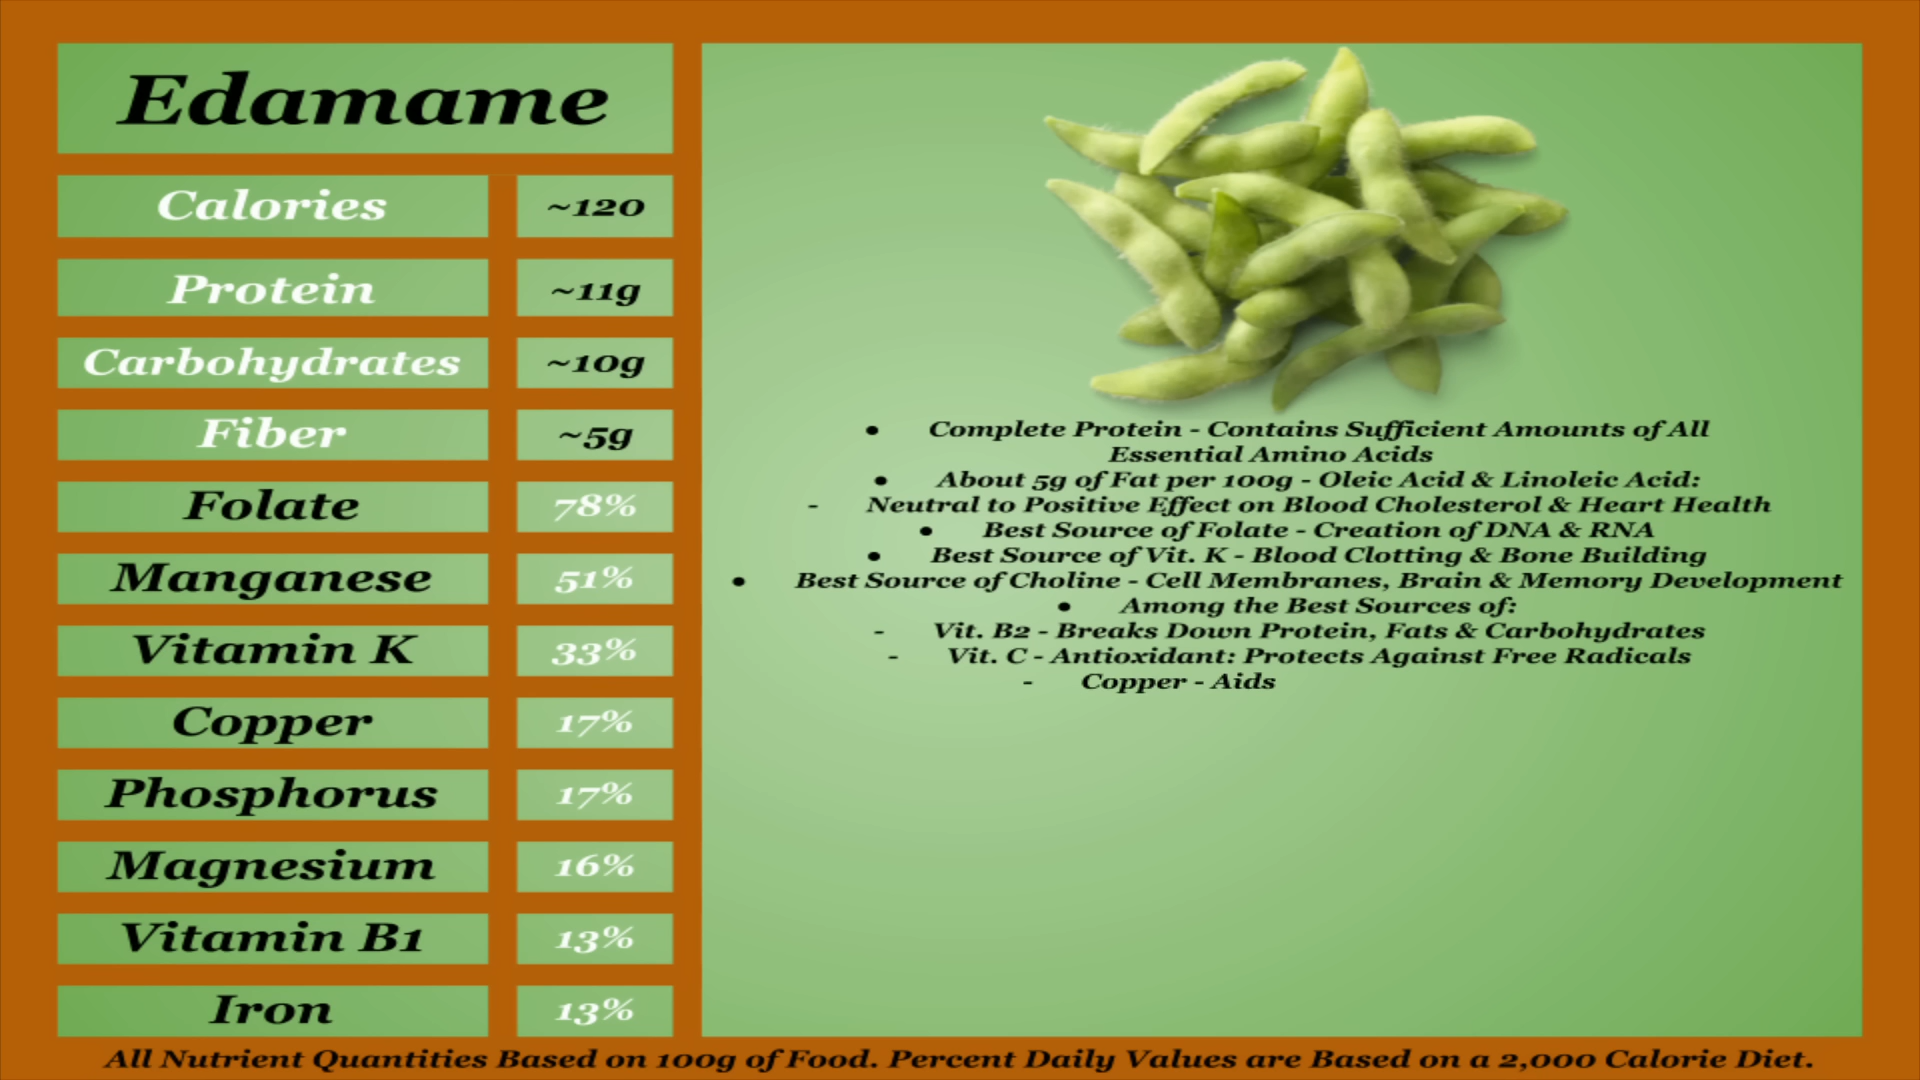 Edamame
Calories ~120
Protein ~11g
Carbohydrates ~10g
Fiber ~5g
Folate 78%
Manganese 51%
Vitamin K 33%
Copper 17%
Phosphorus 17%
Magnesium 16%
Vitamin B1 13%
Iron 13%
● Complete Protein - Contains Sufficient Amounts of All
Essential Amino Acids
● About 5g of Fat per 100g - Oleic Acid & Linoleic Acid:
- Neutral to Positive Effect on Blood Cholesterol & Heart Health
● Best Source of Folate - Creation of DNA & RNA
● Best Source of Vit. K - Blood Clotting & Bone Building
● Best Source of Choline - Cell Membranes, Brain & Memory Development
● Among the Best Sources of:
- Vit. B2 - Breaks Down Protein, Fats & Carbohydrates
- Vit. C - Antioxidant: Protects Against Free Radicals
- Copper - Aids
All Nutrient Quantities Based on 100g of Food. Percent Daily Values are Based on a 2,000 Calorie Diet.